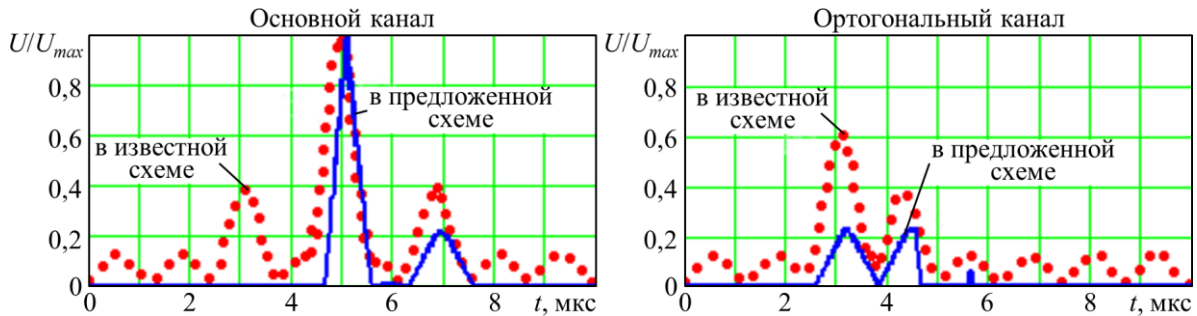 Основной канал
U/Umax
0,8
0,6
0,4
0,2
0
0 2 4 6 8 t, мкс
в предложенной
схеме
в известной
схеме
Ортогональный канал
U/Umax
0,8
0,6
0,4
0,2
0
0 2 4 6 8 t, мкс
в известной
схеме
в предложенной
схеме